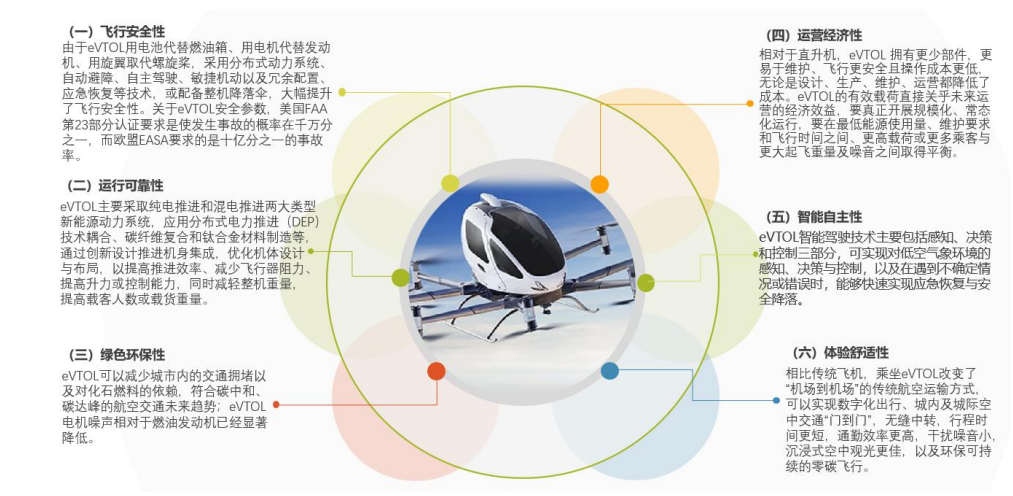 （一）飞行安全性
由于eVTOL用电池代替燃油箱、用电机代替发动
机、用旋翼取代螺旋桨，采用分布式动力系统、
自动避障、自主驾驶、敏捷机动以及冗余配置、
应急恢复等技术，或配备整机降落伞，大幅提升
了飞行安全性。关于eVTOL安全参数，美国FAA
第23部分认证要求是使发生事故的概率在千万分
之一，而欧盟EASA要求的是十亿分之一的事故
率。
（二）运行可靠性
eVTOL主要采取纯电推进和混电推进两大类型
新能源动力系统，应用分布式电力推进（DEP）
技术耦合、碳纤维复合和钛合金材料制造等，
通过创新设计推进机身集成，优化机体设计
与布局，以提高推进效率、减少飞行器阻力、
提高升力或控制能力，同时减轻整机重量，
提高载客人数或载货重量。
（三）绿色环保性
eVTOL可以减少城市内的交通拥堵以
及对化石燃料的依赖，符合碳中和、
碳达峰的航空交通未来趋势；eVTOL
电机噪声相对于燃油发动机已经显著
降低。
（四）运营经济性
相对于直升机，eVTOL 拥有更少部件，更
易于维护、飞行更安全且操作成本更低，
无论是设计、生产、维护、运营都降低了
成本。eVTOL的有效载荷直接关乎未来运
营的经济效益，要真正开展规模化、常态
化运行，要在最低能源使用量、维护要求
和飞行时间之间、更高载荷或更多乘客与
更大起飞重量及噪音之间取得平衡。
（五）智能自主性
eVTOL智能驾驶技术主要包括感知、决策
和控制三部分，可实现对低空气象环境的
感知、决策与控制，以及在遇到不确定情
况或错误时，能够快速实现应急恢复与安
全降落。
（六）体验舒适性
相比传统飞机，乘坐eVTOL改变了
“机场到机场”的传统航空运输方式，
可以实现数字化出行、城内及城际空
中交通“门到门”，无缝中转，行程时
间更短，通勤效率更高，干扰噪音小，
沉浸式空中观光更佳，以及环保可持
续的零碳飞行。